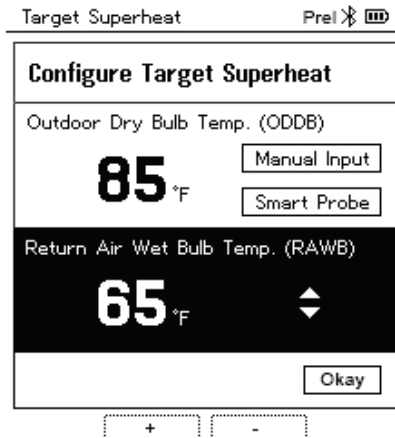 Target Superheat Prel
Configure Target Superheat
Outdoor Dry Bulb Temp. (ODDB)
85 °F
Manual Input
Smart Probe
Return Air Wet Bulb Temp. (RAWB)
65 °F
Okay
+ -